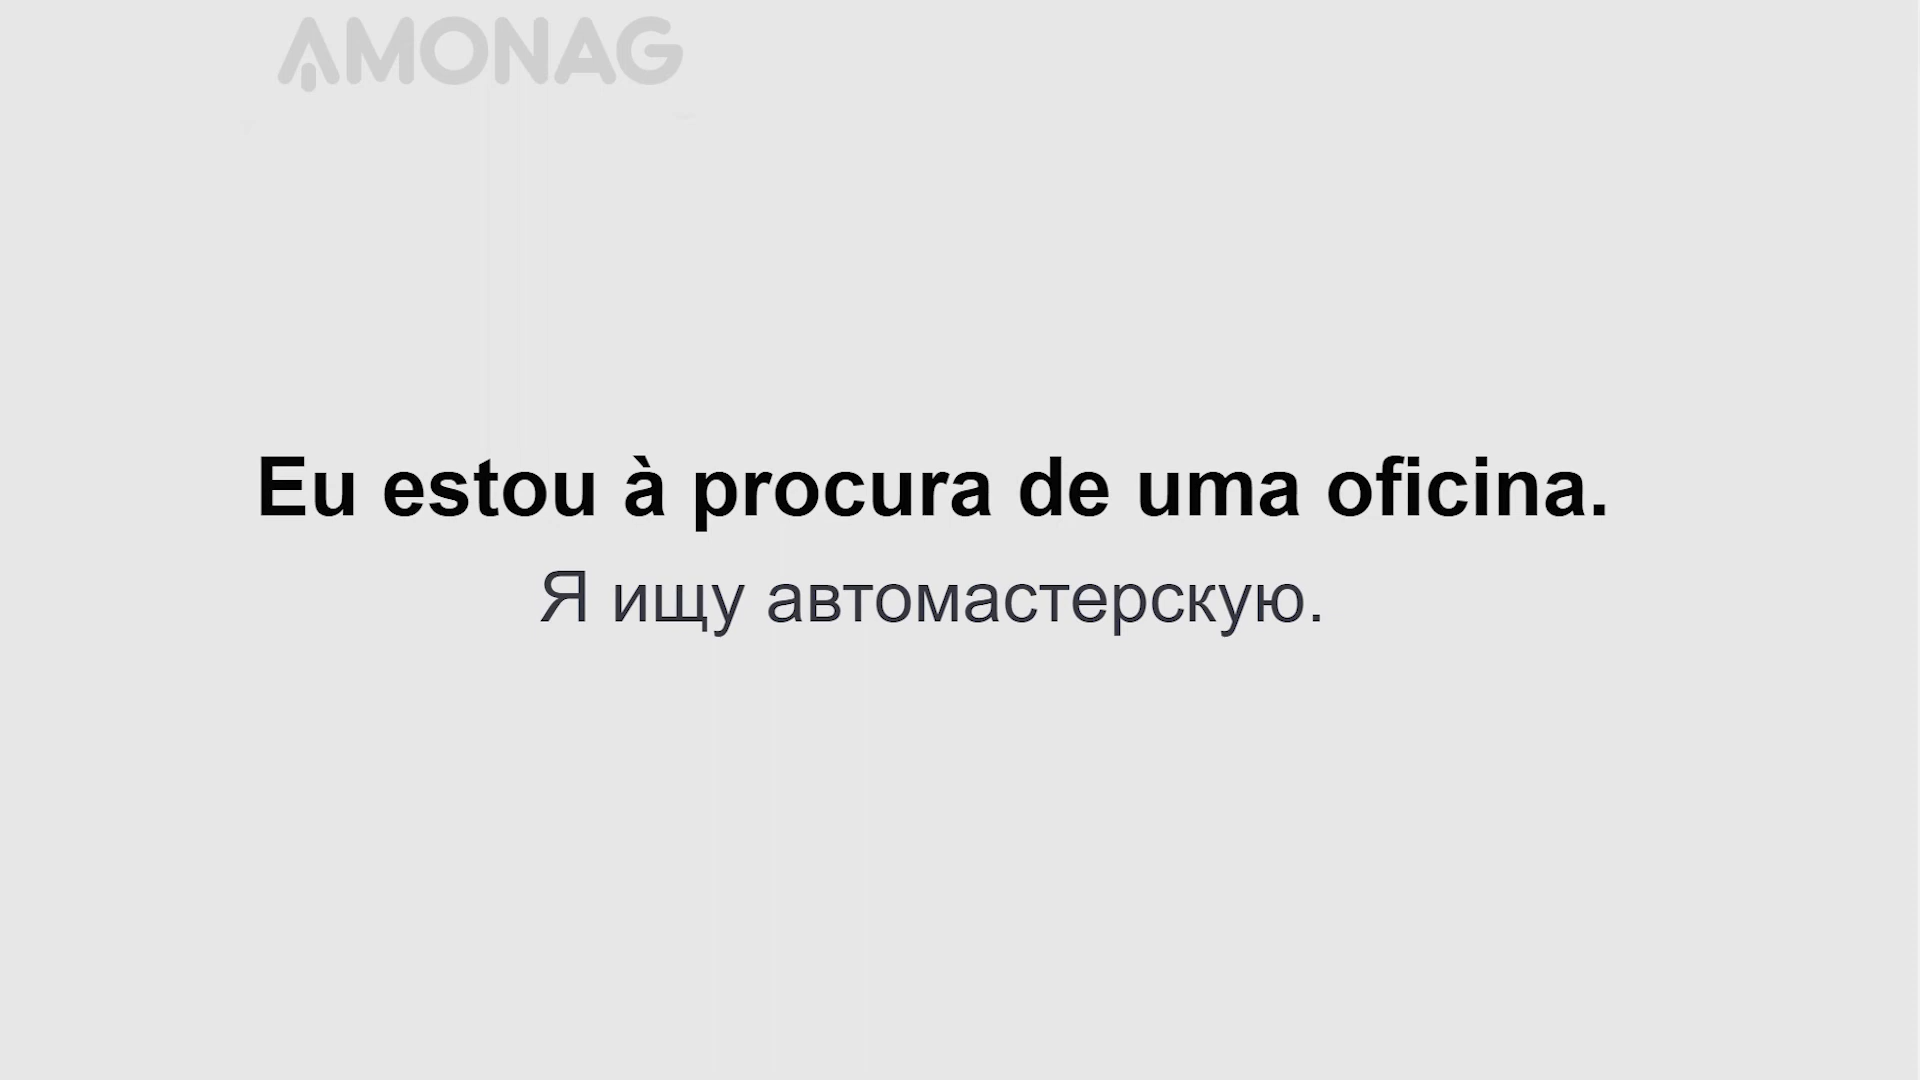 AMONAG
Eu estou à procura de uma oficina.
Я ищу автомастерскую.